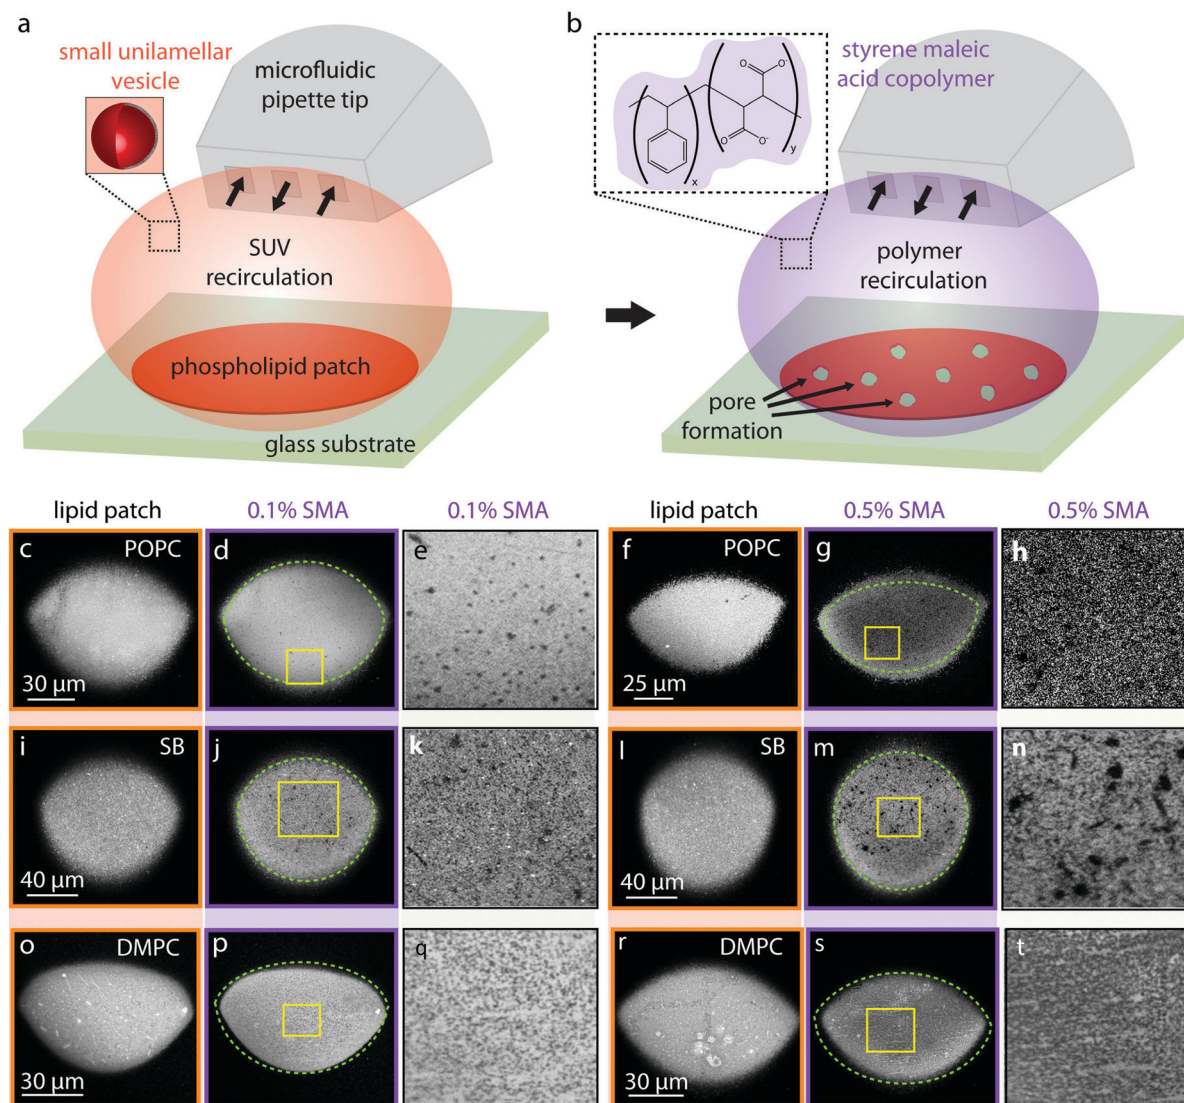 a
small unilamellar
vesicle
microfluidic
pipette tip
SUV
recirculation
phospholipid patch
glass substrate
b
styrene maleic
acid copolymer
O
O⁻
O
O⁻
x
y
polymer
recirculation
pore
formation
lipid patch
0.1% SMA
0.1% SMA
lipid patch
0.5% SMA
0.5% SMA
c
POPC
30 µm
d
e
f
POPC
25 µm
g
h
i
SB
40 µm
j
k
l
SB
40 µm
m
n
o
DMPC
30 µm
p
q
r
DMPC
30 µm
s
t